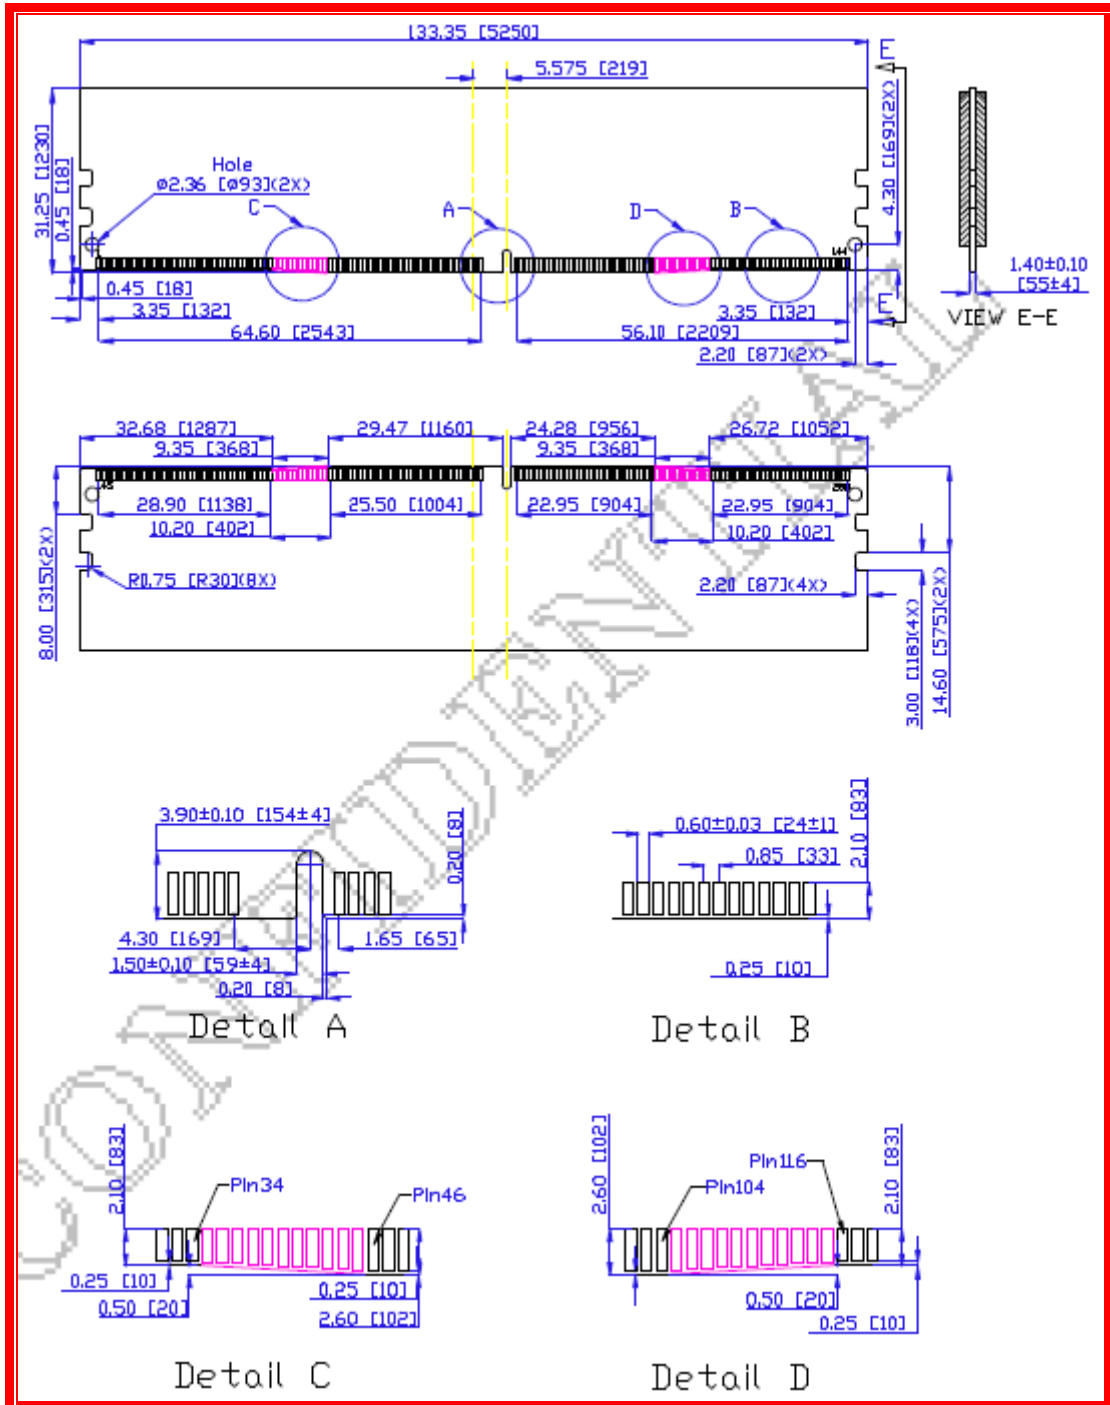 133.35 [5250]
5.575 [219]
E
31.25 [1230]
0.45 [18]
Hole
ø2.36 [ø93](2X)
C
A
D
B
4.30 [169](2X)
144
0.45 [18]
3.35 [132]
64.60 [2543]
56.10 [2209]
3.35 [132]
E
2.20 [87](2X)
1.40±0.10
[55±4]
VIEW E-E
32.68 [1287]
29.47 [1160]
24.28 [956]
26.72 [1052]
9.35 [368]
9.35 [368]
28.90 [1138]
25.50 [1004]
22.95 [904]
22.95 [904]
10.20 [402]
10.20 [402]
8.00 [315](2X)
R0.75 [R30](8X)
2.20 [87](4X)
3.00 [118](4X)
14.60 [575](2X)
3.90±0.10 [154±4]
0.20 [8]
4.30 [169]
1.65 [65]
1.50±0.10 [59±4]
0.20 [8]
Detail A
0.60±0.03 [24±1]
0.85 [33]
2.10 [83]
0.25 [10]
Detail B
2.10 [83]
Pin34
Pin46
0.25 [10]
0.50 [20]
0.25 [10]
2.60 [102]
Detail C
2.60 [102]
Pin116
Pin104
2.10 [83]
0.50 [20]
0.25 [10]
Detail D
CONFIDENTIAL